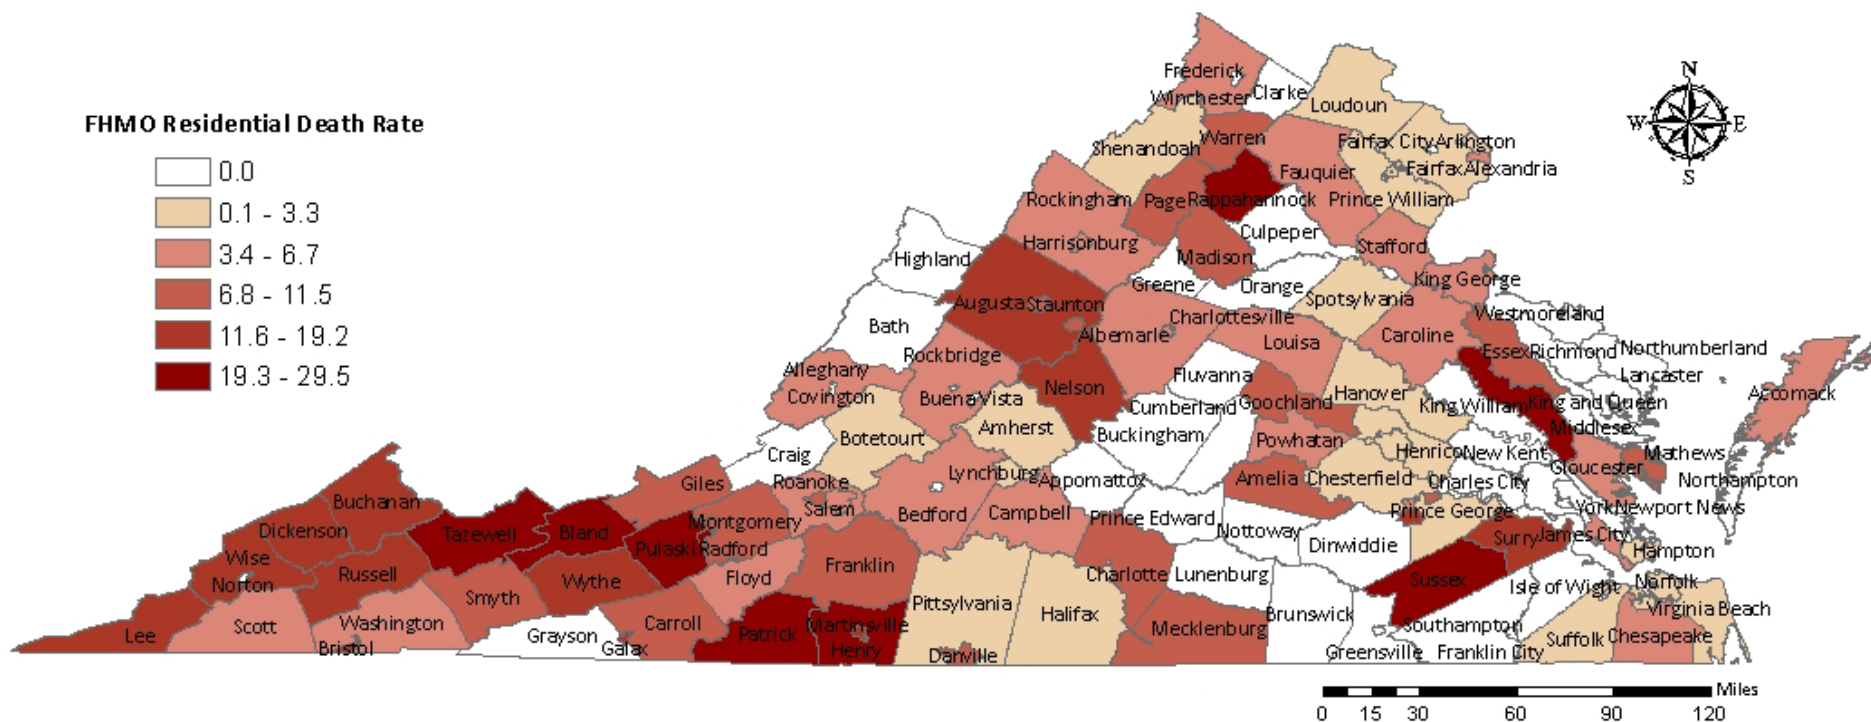 FHMO Residential Death Rate
0.0
0.1 - 3.3
3.4 - 6.7
6.8 - 11.5
11.6 - 19.2
19.3 - 29.5
N
W E
S
Frederick
Winchester
Clarke
Loudoun
Shenandoah
Warren
Fairfax City
Arlington
Fairfax
Alexandria
Fauquier
Rockingham
Page
Rappahannock
Prince William
Culpeper
Harrisonburg
Madison
Stafford
Highland
Greene
Orange
King George
Augusta
Staunton
Spotsylvania
Westmoreland
Bath
Albemarle
Charlottesville
Louisa
Caroline
Essex
Richmond
Northumberland
Rockbridge
Alleghany
Covington
Buena Vista
Nelson
Fluvanna
Goochland
Hanover
Lancaster
Accomack
Cumberland
King William
King and Queen
Botetourt
Amherst
Buckingham
Powhatan
Middlesex
Craig
Henrico
New Kent
Mathews
Gloucester
Roanoke
Lynchburg
Appomattox
Amelia
Chesterfield
Charles City
Northampton
Giles
Buchanan
Salem
Bedford
Campbell
Prince Edward
Prince George
York
Newport News
Dickenson
Tazewell
Bland
Montgomery
Nottoway
Surry
James City
Wise
Pulaski
Radford
Dinwiddie
Hampton
Norton
Russell
Wythe
Floyd
Franklin
Charlotte
Lunenburg
Sussex
Isle of Wight
Norfolk
Smyth
Pittsylvania
Halifax
Brunswick
Virginia Beach
Lee
Scott
Washington
Bristol
Grayson
Galax
Carroll
Patrick
Martinsville
Henry
Danville
Mecklenburg
Southampton
Greensville
Franklin City
Suffolk
Chesapeake
Miles
0 15 30 60 90 120